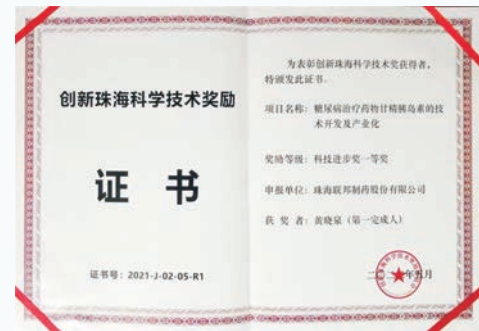 创新珠海科学技术奖励
证 书
证书号：2021-J-02-05-R1
为表彰创新珠海科学技术奖获得者，
特颁发此证书。
项目名称：糖尿病治疗药物甘精胰岛素的技
术开发及产业化
奖励等级：科技进步奖一等奖
申报单位：珠海联邦制药股份有限公司
获 奖 者：黄晓泉（第一完成人）